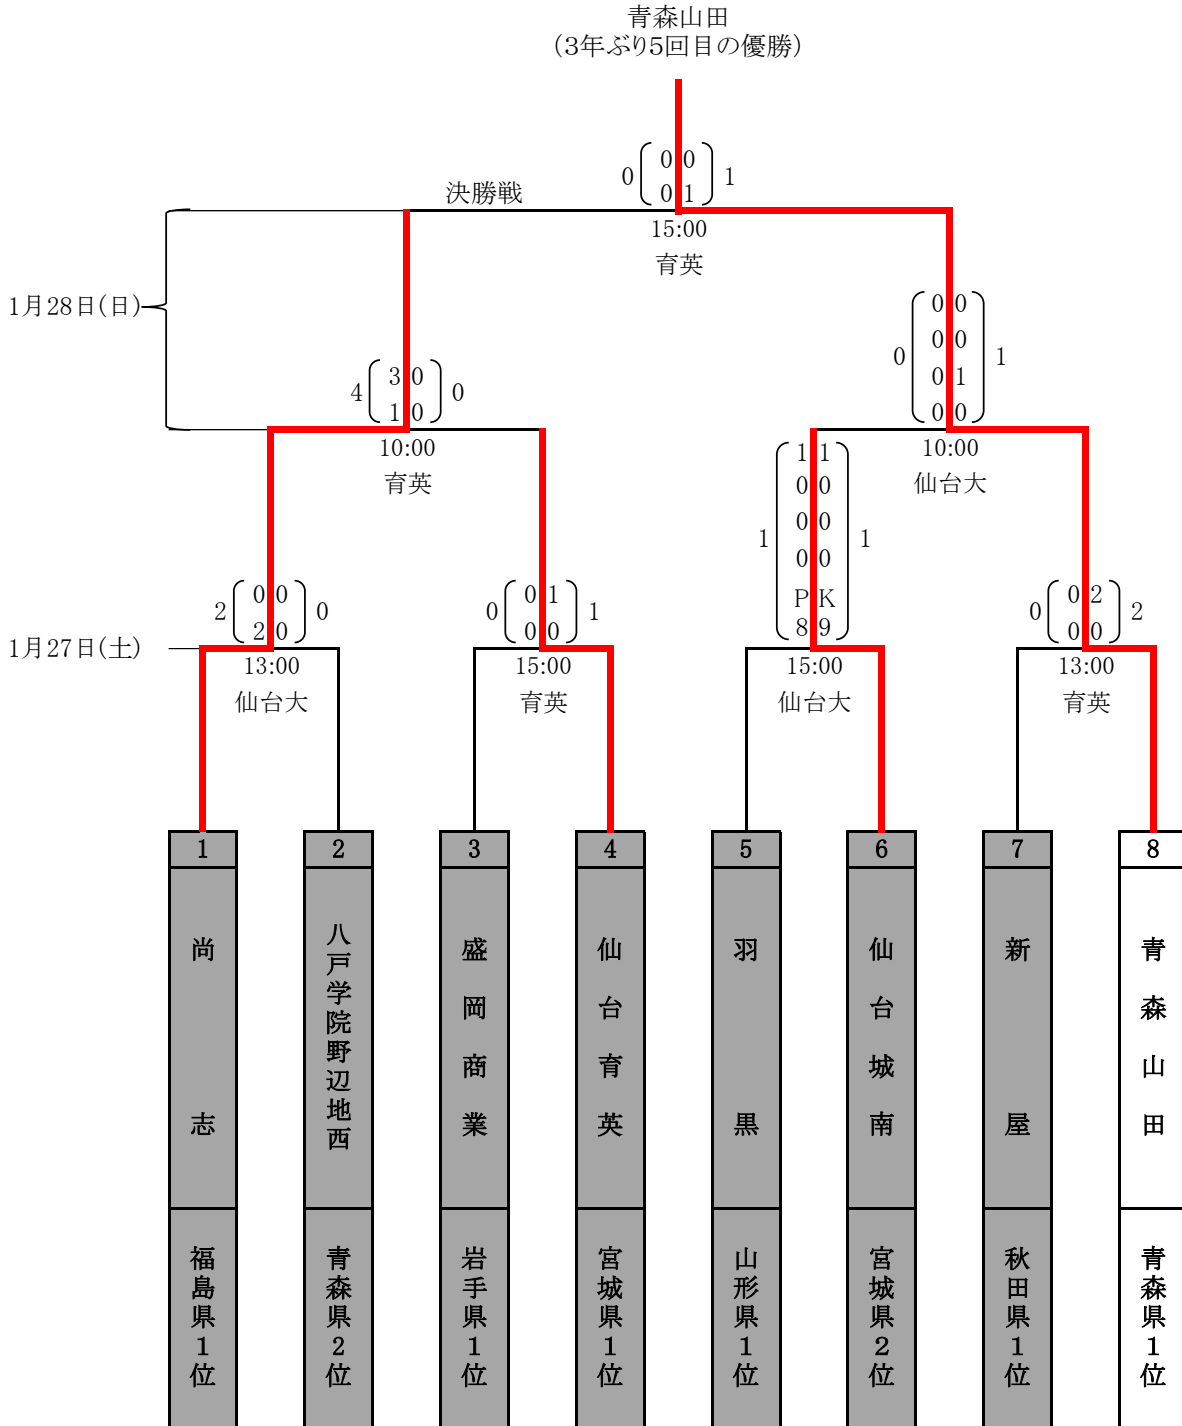 青森山田
（3年ぶり5回目の優勝）
0 0 0 1
0 1
決勝戦
15:00
育英
1月28日(日)
0 0
0 0
0 0 1 1
0 0
4 3 0 0
1 0
10:00
育英
10:00
仙台大
1 1
0 0
0 0
1 0 0 1
P K
8 9
2 0 0 0
2 0
0 0 1 1
0 0
0 0 2 2
0 0
1月27日(土)
13:00
仙台大
15:00
育英
15:00
仙台大
13:00
育英
1 2 3 4 5 6 7 8
尚志
八戸学院野辺地西
盛岡商業
仙台育英
羽黒
仙台城南
新屋
青森山田
福島県1位
青森県2位
岩手県1位
宮城県1位
山形県1位
宮城県2位
秋田県1位
青森県1位